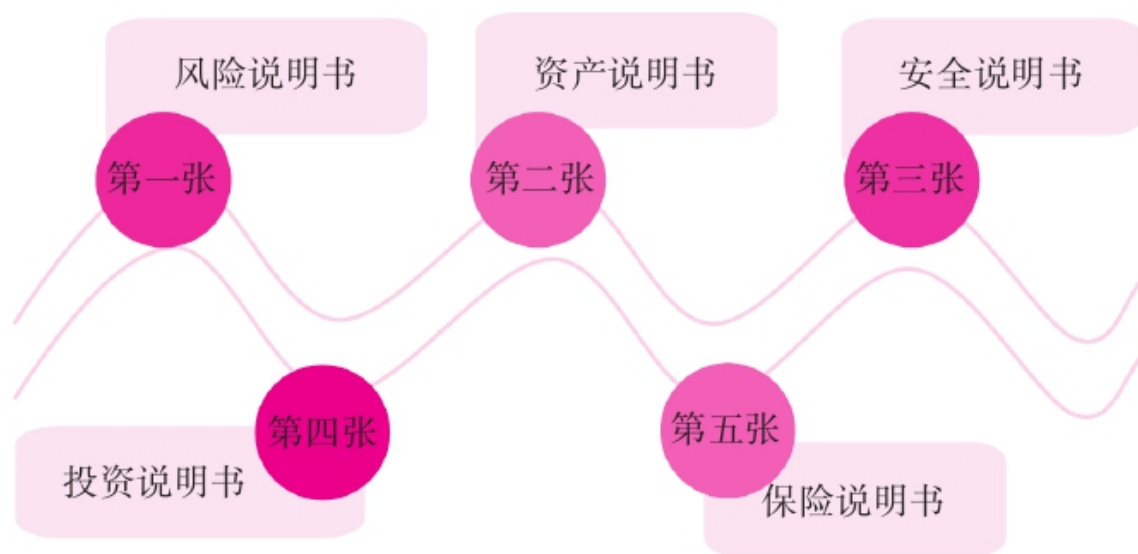 风险说明书
第一张
资产说明书
第二张
安全说明书
第三张
第四张
投资说明书
第五张
保险说明书